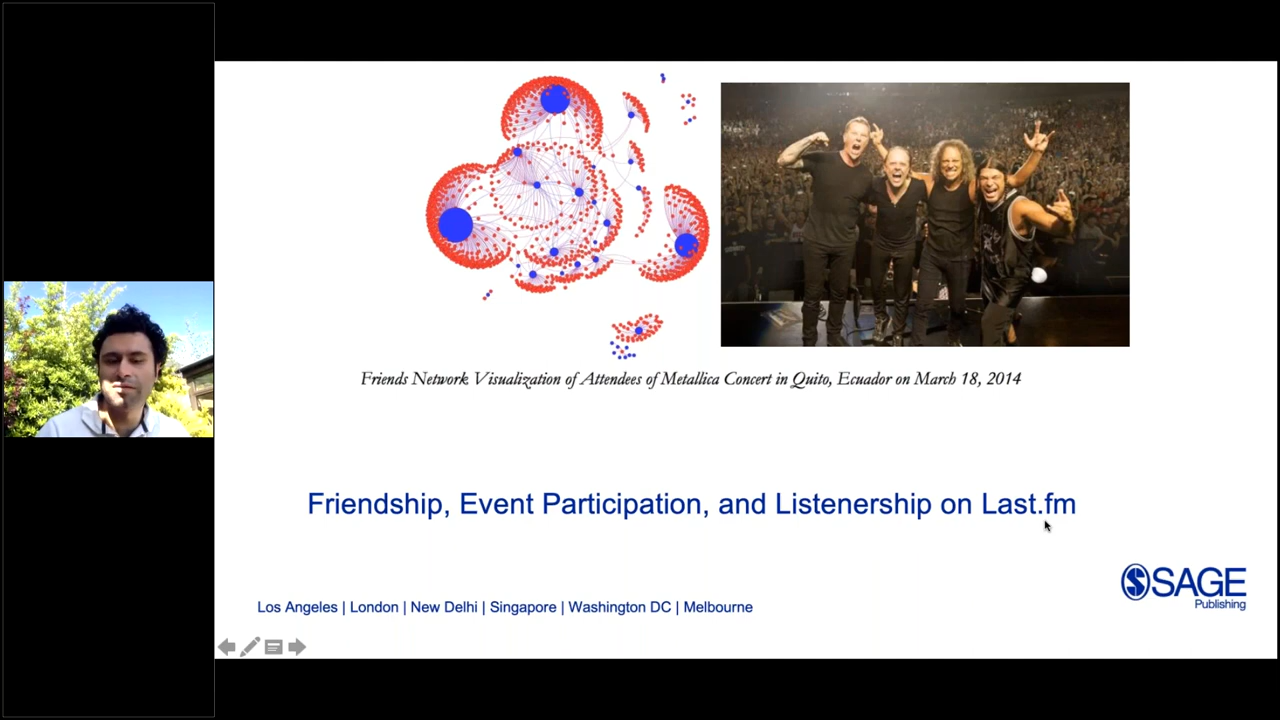 Friends Network Visualization of Attendees of Metallica Concert in Quito, Ecuador on March 18, 2014
Friendship, Event Participation, and Listenership on Last.fm
SAGE
Publishing
Los Angeles | London | New Delhi | Singapore | Washington DC | Melbourne